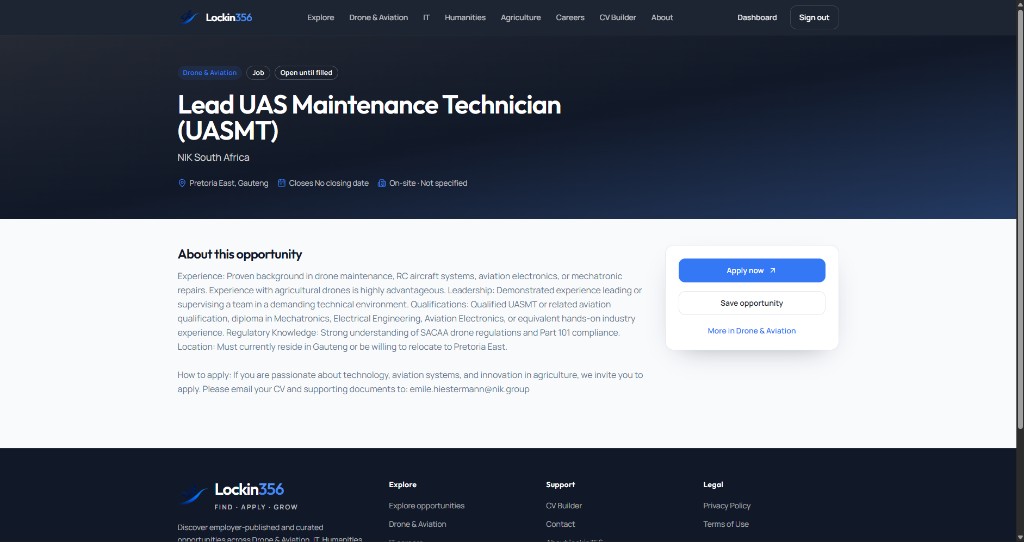 Lockin356
Explore Drone & Aviation IT Humanities Agriculture Careers CV Builder About
Dashboard Sign out
Drone & Aviation Job Open until filled
Lead UAS Maintenance Technician
(UASMT)
NIK South Africa
Pretoria East, Gauteng Closes No closing date On-site · Not specified
About this opportunity
Experience: Proven background in drone maintenance, RC aircraft systems, aviation electronics, or mechatronic
repairs. Experience with agricultural drones is highly advantageous. Leadership: Demonstrated experience leading or
supervising a team in a demanding technical environment. Qualifications: Qualified UASMT or related aviation
qualification, diploma in Mechatronics, Electrical Engineering, Aviation Electronics, or equivalent hands-on industry
experience. Regulatory Knowledge: Strong understanding of SACAA drone regulations and Part 101 compliance.
Location: Must currently reside in Gauteng or be willing to relocate to Pretoria East.
How to apply: If you are passionate about technology, aviation systems, and innovation in agriculture, we invite you to
apply. Please email your CV and supporting documents to: emile.hiestermann@nik.group
Apply now
Save opportunity
More in Drone & Aviation
Lockin356
FIND · APPLY · GROW
Discover employer-published and curated
opportunities across Drone & Aviation, IT, Humanities,
Explore
Explore opportunities
Drone & Aviation
Support
CV Builder
Contact
Legal
Privacy Policy
Terms of Use